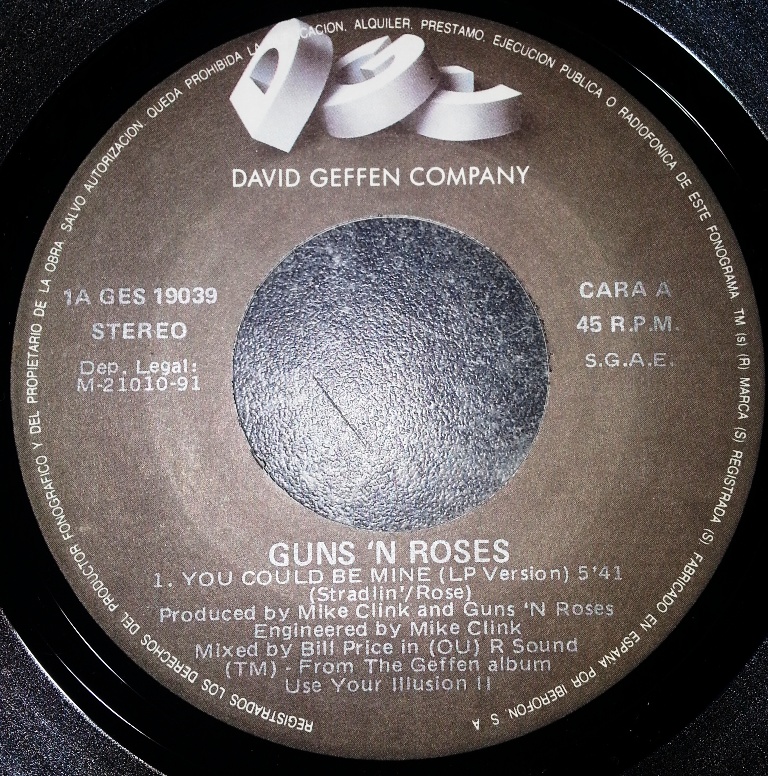 REGISTRADOS LOS DERECHOS DEL PRODUCTOR FONOGRAFICO Y DEL PROPIETARIO DE LA OBRA SALVO AUTORIZACION QUEDA PROHIBIDA LA CACION, ALQUILER, PRESTAMO, EJECUCION PUBLICA O RADIOFONICA DE ESTE FONOGRAMA TM (s) (R) MARCA (S) REGISTRADA (S) FABRICADO EN ESPAÑA POR IBEROFON, S A
DGC
DAVID GEFFEN COMPANY
1A GES 19039
STEREO
Dep. Legal:
M-21010-91
CARA A
45 R.P.M.
S.G.A.E.
GUNS 'N ROSES
1. YOU COULD BE MINE (LP Version) 5'41
(Stradlin'/Rose)
Produced by Mike Clink and Guns 'N Roses
Engineered by Mike Clink
Mixed by Bill Price in (OU) R Sound
(TM) - From The Geffen album
Use Your Illusion II